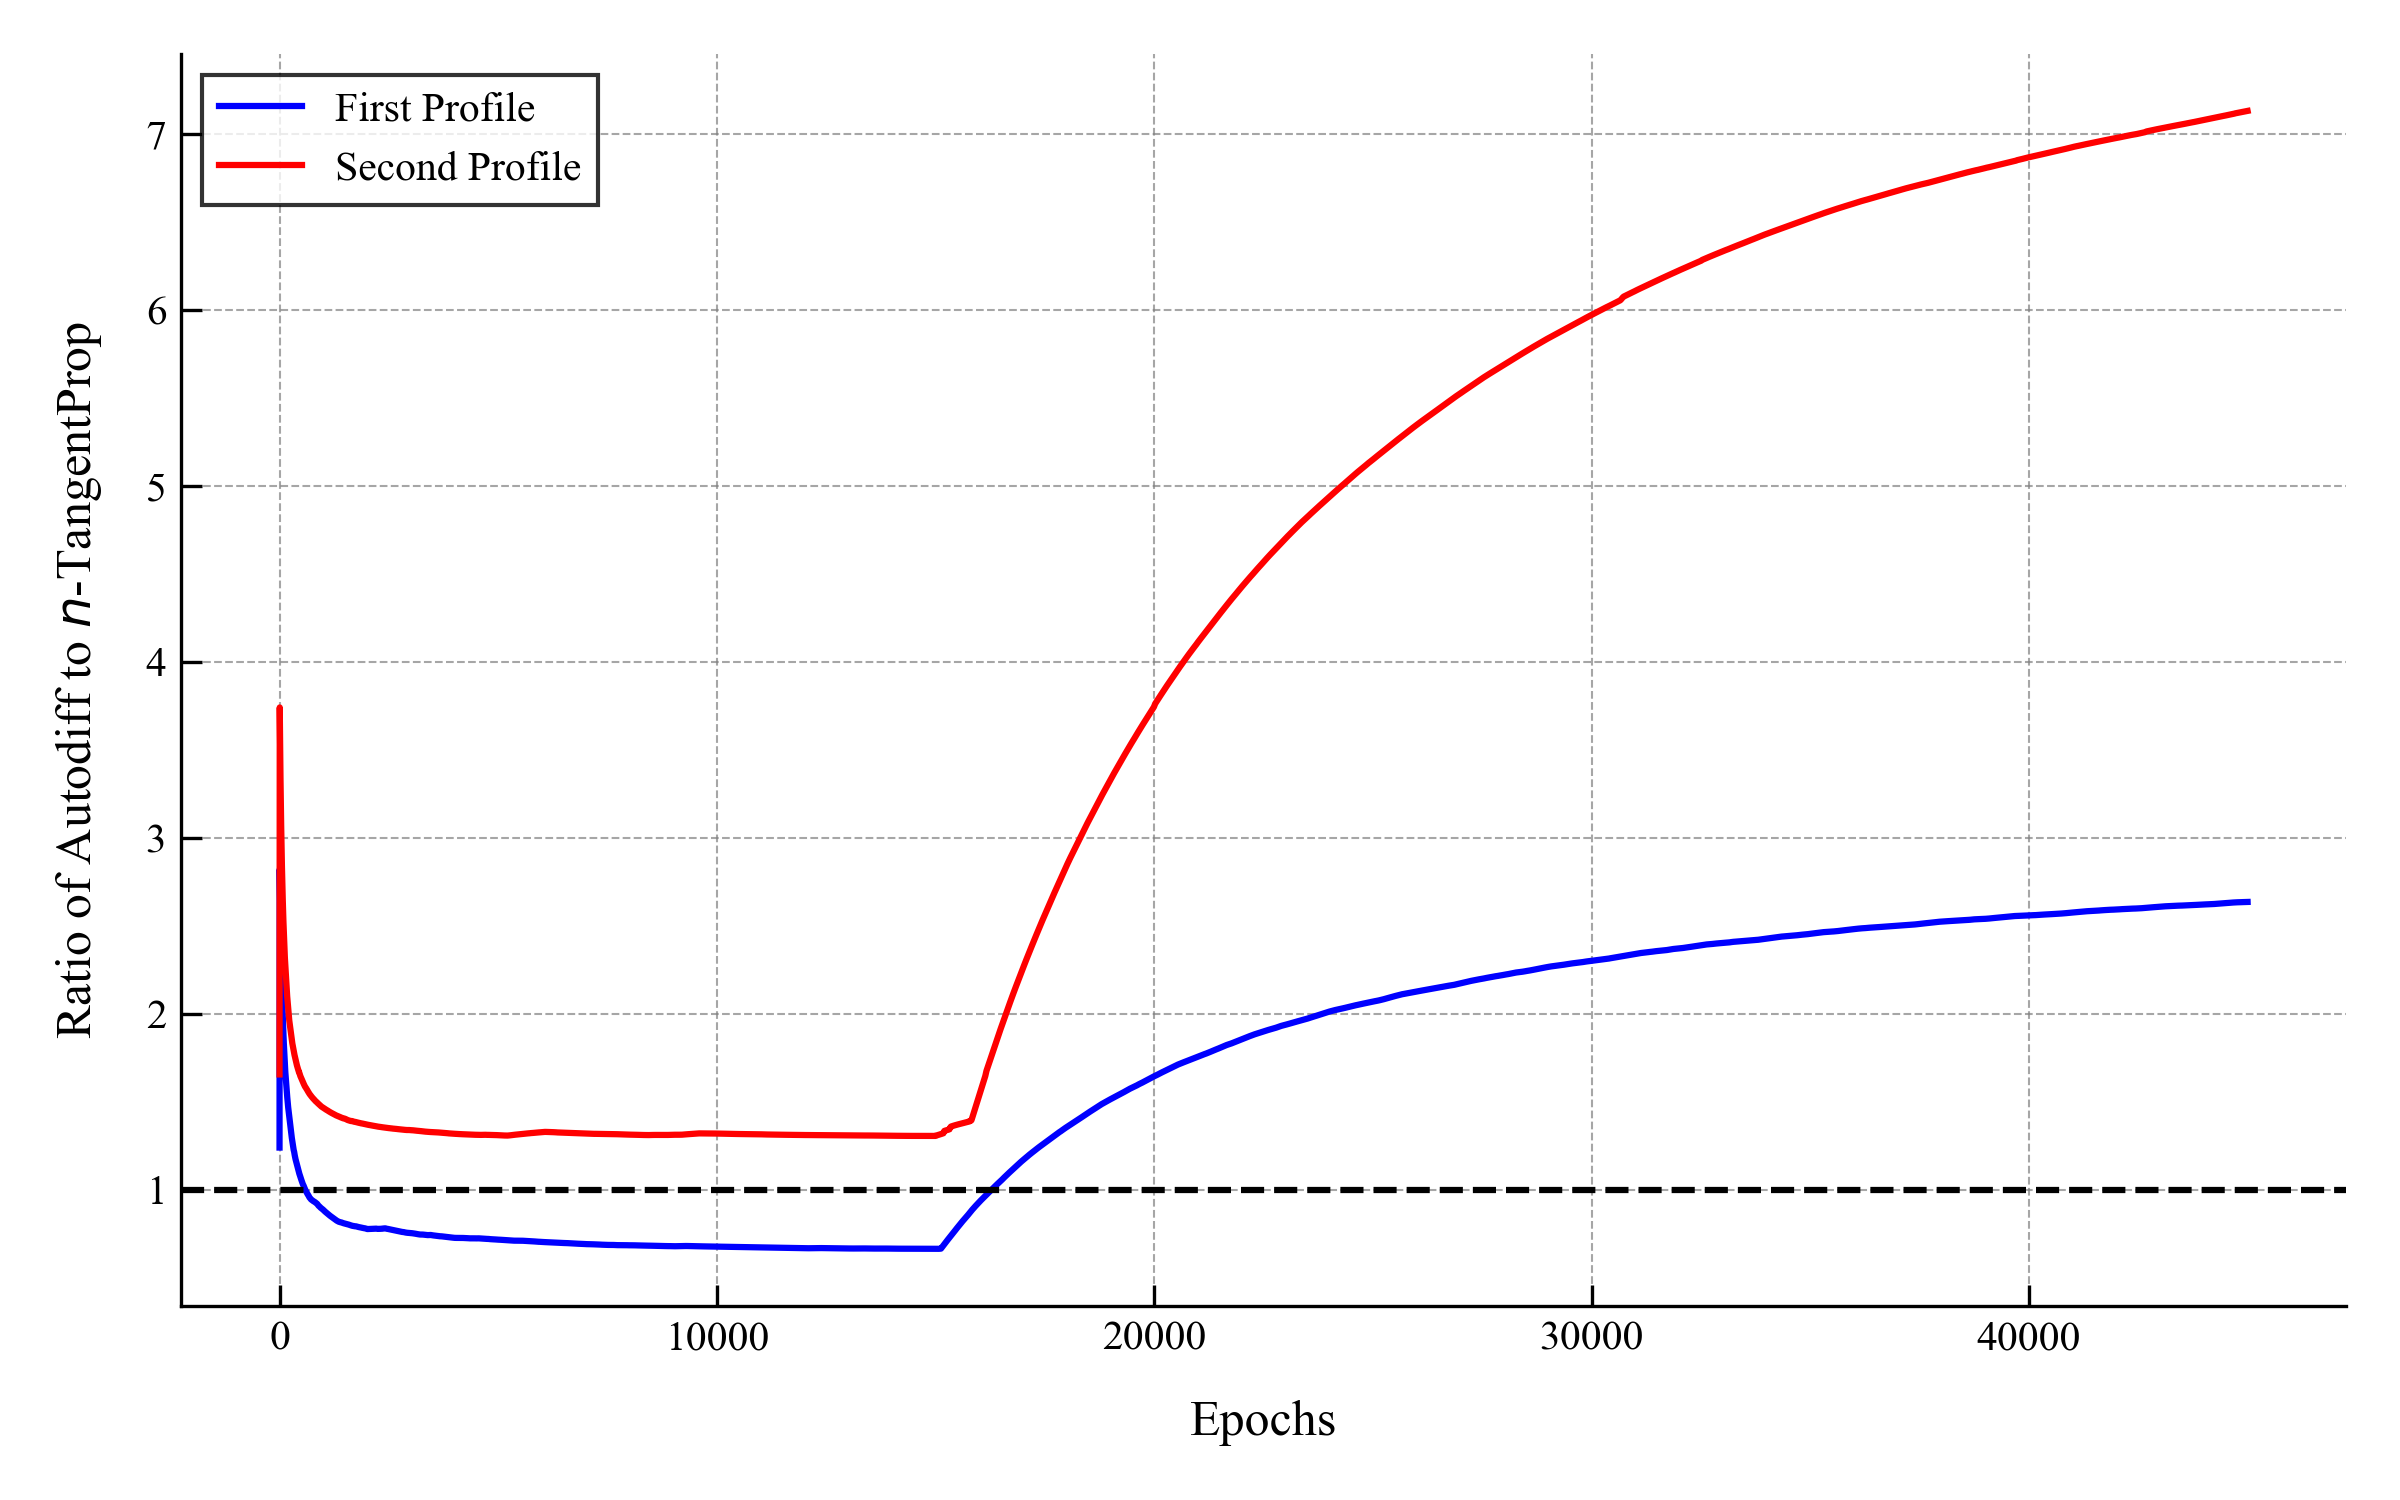 First Profile
Second Profile
Ratio of Autodiff to n-TangentProp
7
6
5
4
3
2
1
0 10000 20000 30000 40000
Epochs